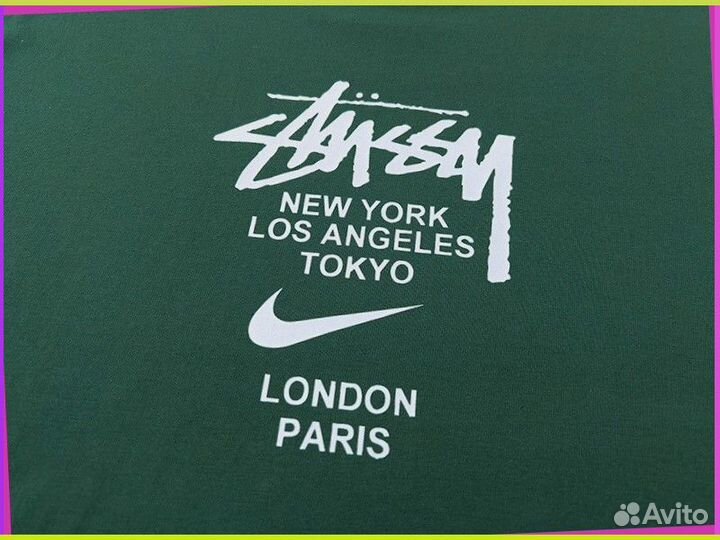 STÜSSY
NEW YORK
LOS ANGELES
TOKYO
LONDON
PARIS
Avito